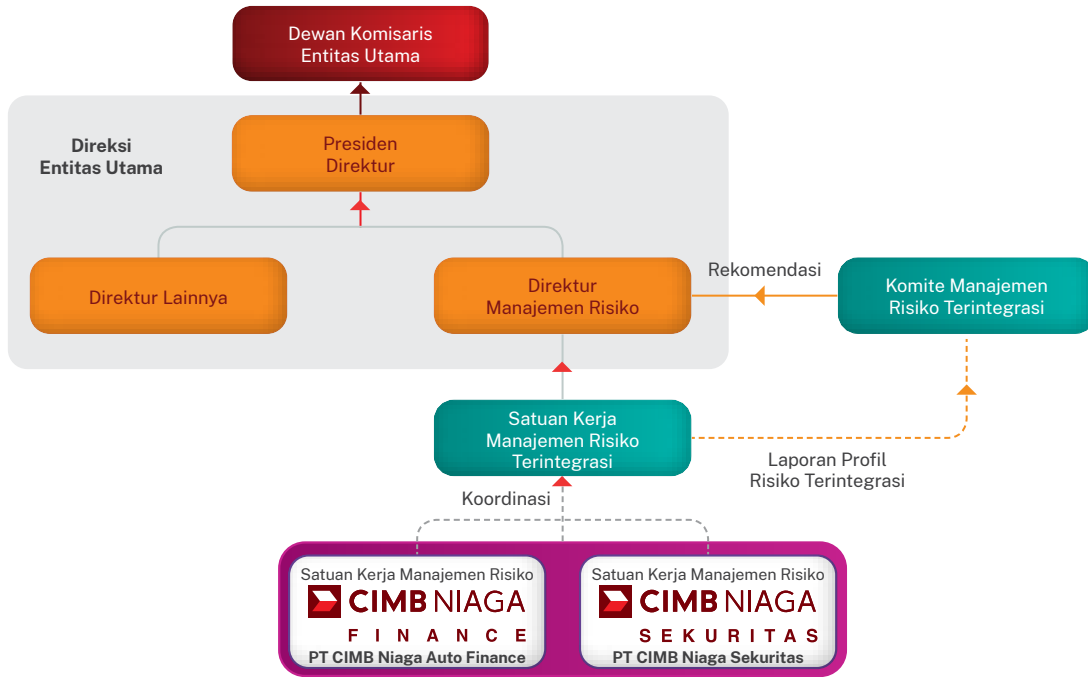 Dewan Komisaris
Entitas Utama
Direksi
Entitas Utama
Presiden
Direktur
Direktur Lainnya
Direktur
Manajemen Risiko
Rekomendasi
Komite Manajemen
Risiko Terintegrasi
Satuan Kerja
Manajemen Risiko
Terintegrasi
Laporan Profil
Risiko Terintegrasi
Koordinasi
Satuan Kerja Manajemen Risiko
CIMB NIAGA
FINANCE
PT CIMB Niaga Auto Finance
Satuan Kerja Manajemen Risiko
CIMB NIAGA
SEKURITAS
PT CIMB Niaga Sekuritas